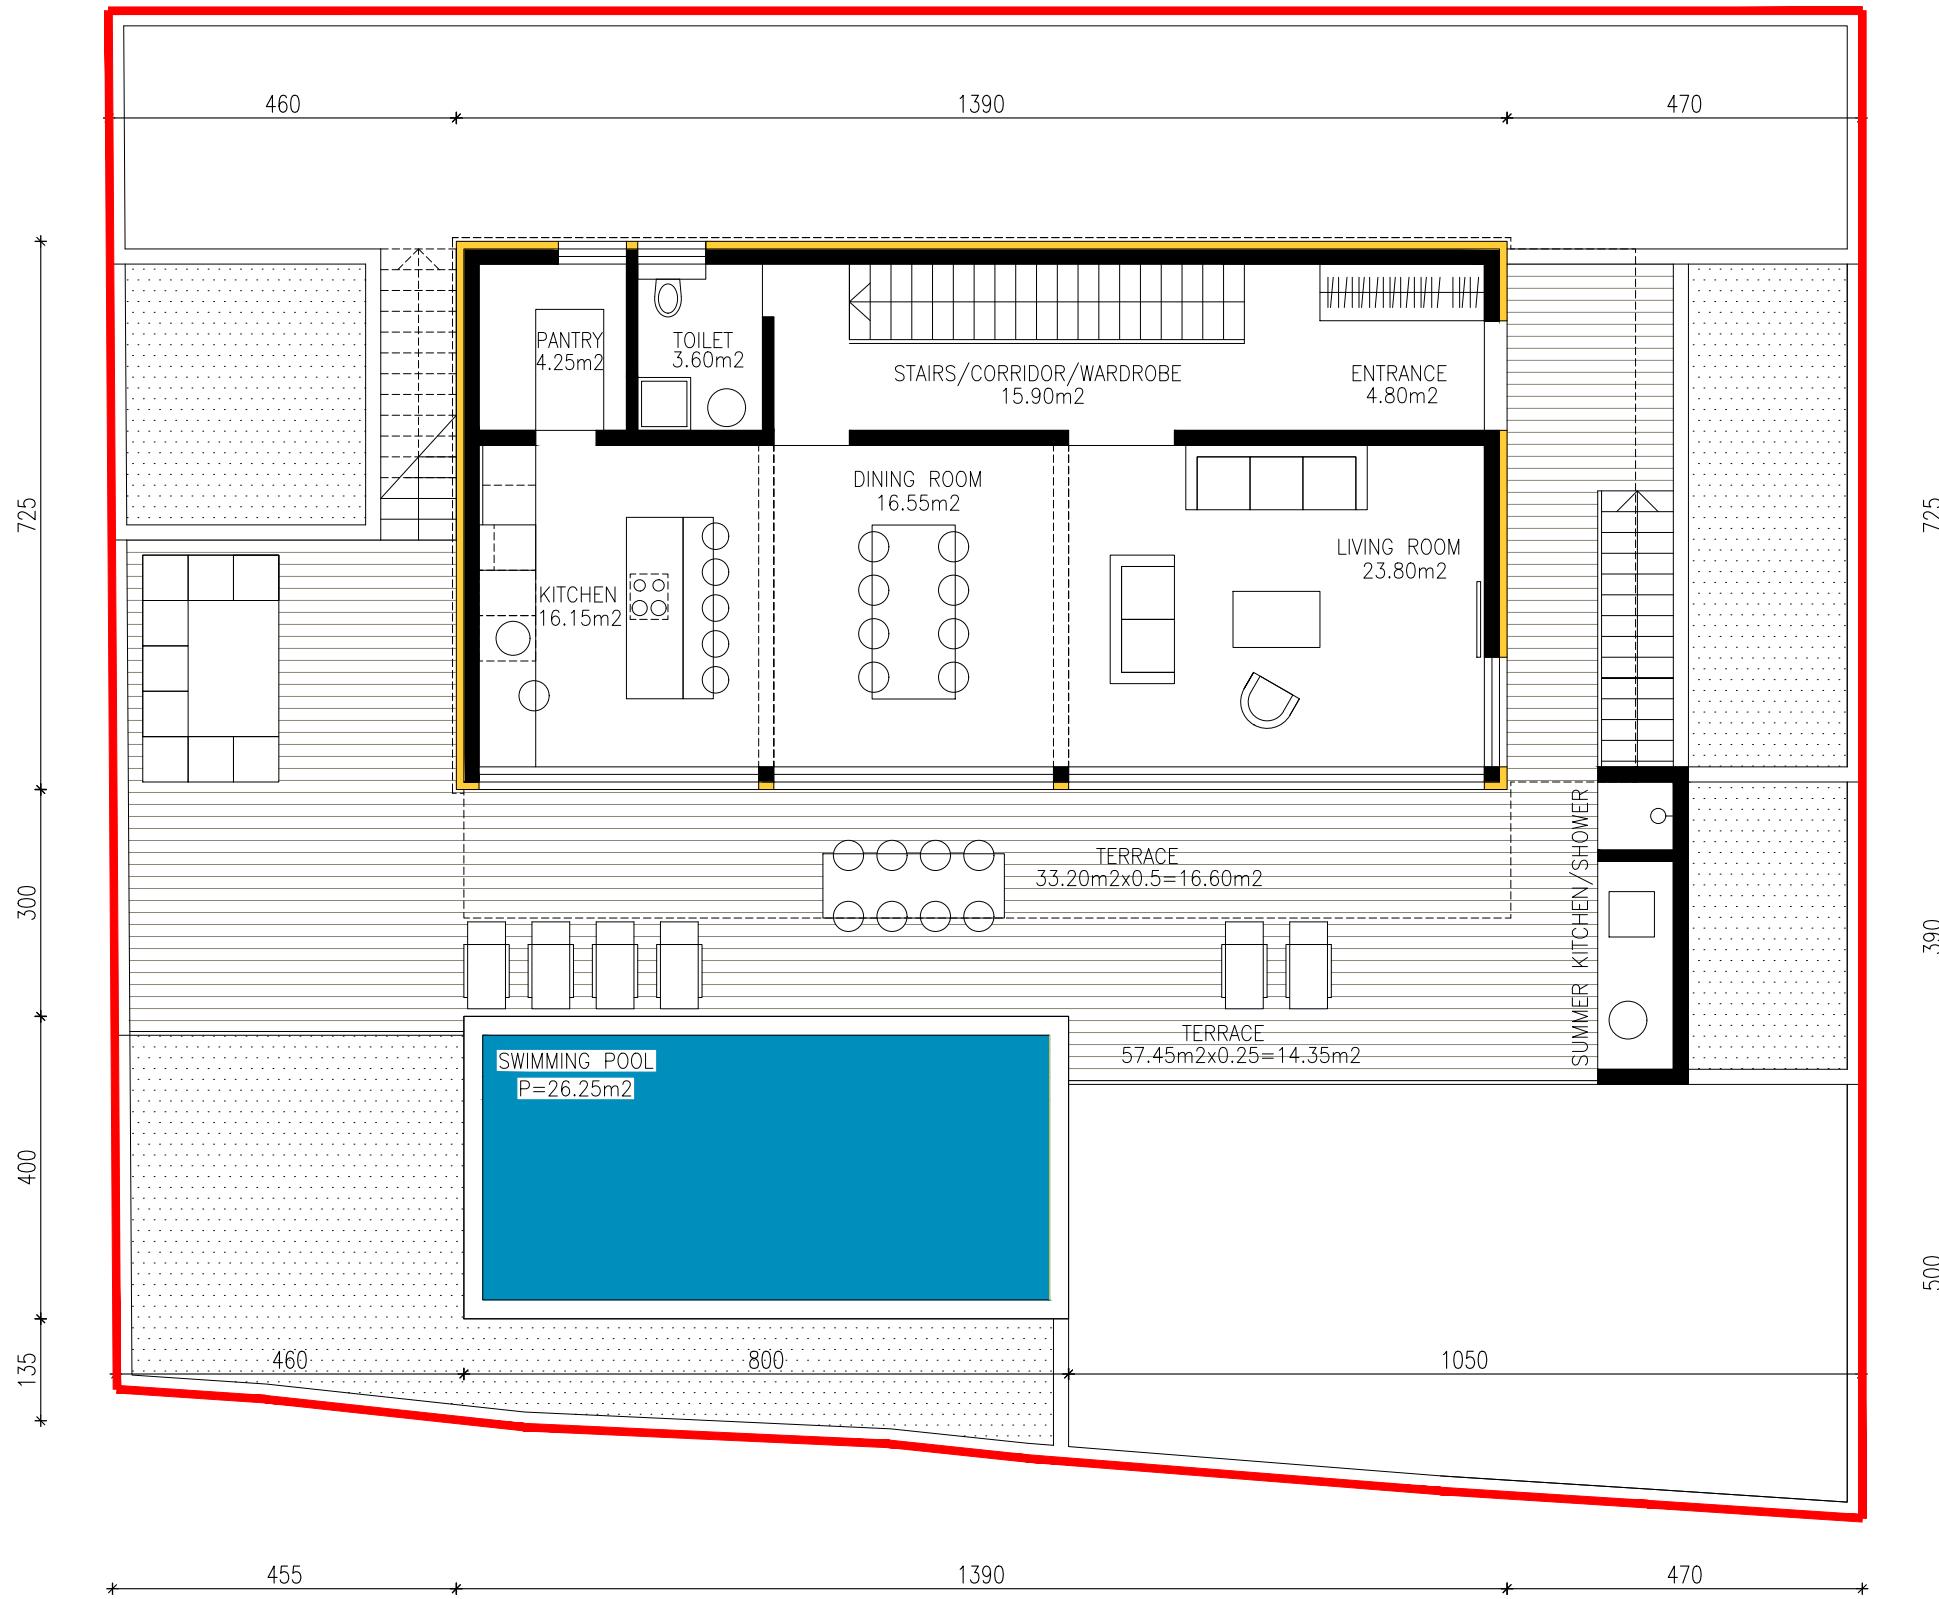 460
1390
470
PANTRY
4.25m2
TOILET
3.60m2
STAIRS/CORRIDOR/WARDROBE
15.90m2
ENTRANCE
4.80m2
DINING ROOM
16.55m2
LIVING ROOM
23.80m2
KITCHEN
16.15m2
725
725
TERRACE
33.20m2x0.5=16.60m2
SUMMER KITCHEN/SHOWER
300
390
TERRACE
57.45m2x0.25=14.35m2
SWIMMING POOL
P=26.25m2
400
500
135
460
800
1050
455
1390
470